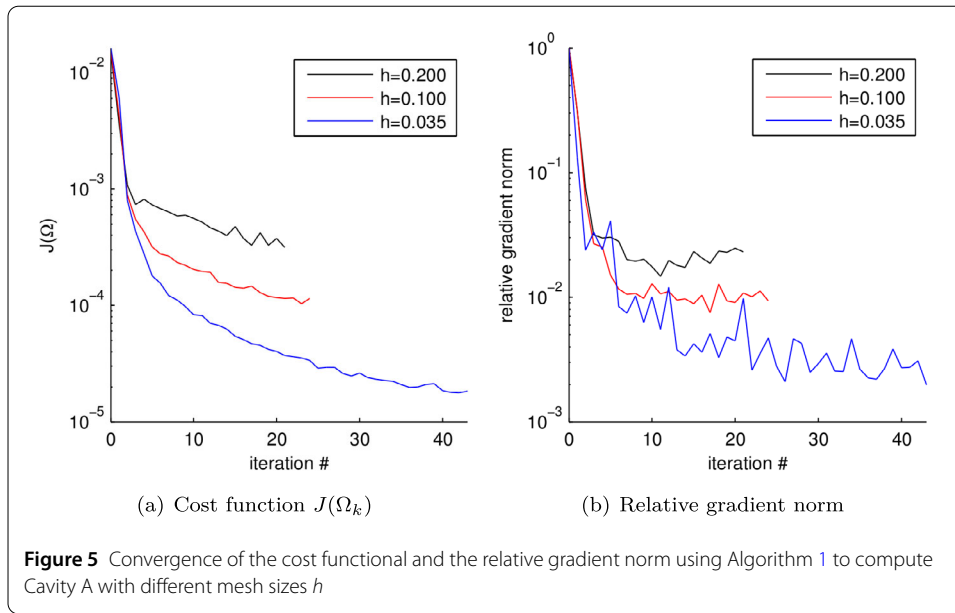 10^-2
10^-3
10^-4
10^-5
J(Ω)
0 10 20 30 40
iteration #
h=0.200
h=0.100
h=0.035
(a) Cost function J(Ω_k)
10^0
10^-1
10^-2
10^-3
relative gradient norm
0 10 20 30 40
iteration #
h=0.200
h=0.100
h=0.035
(b) Relative gradient norm
Figure 5 Convergence of the cost functional and the relative gradient norm using Algorithm 1 to compute
Cavity A with different mesh sizes h